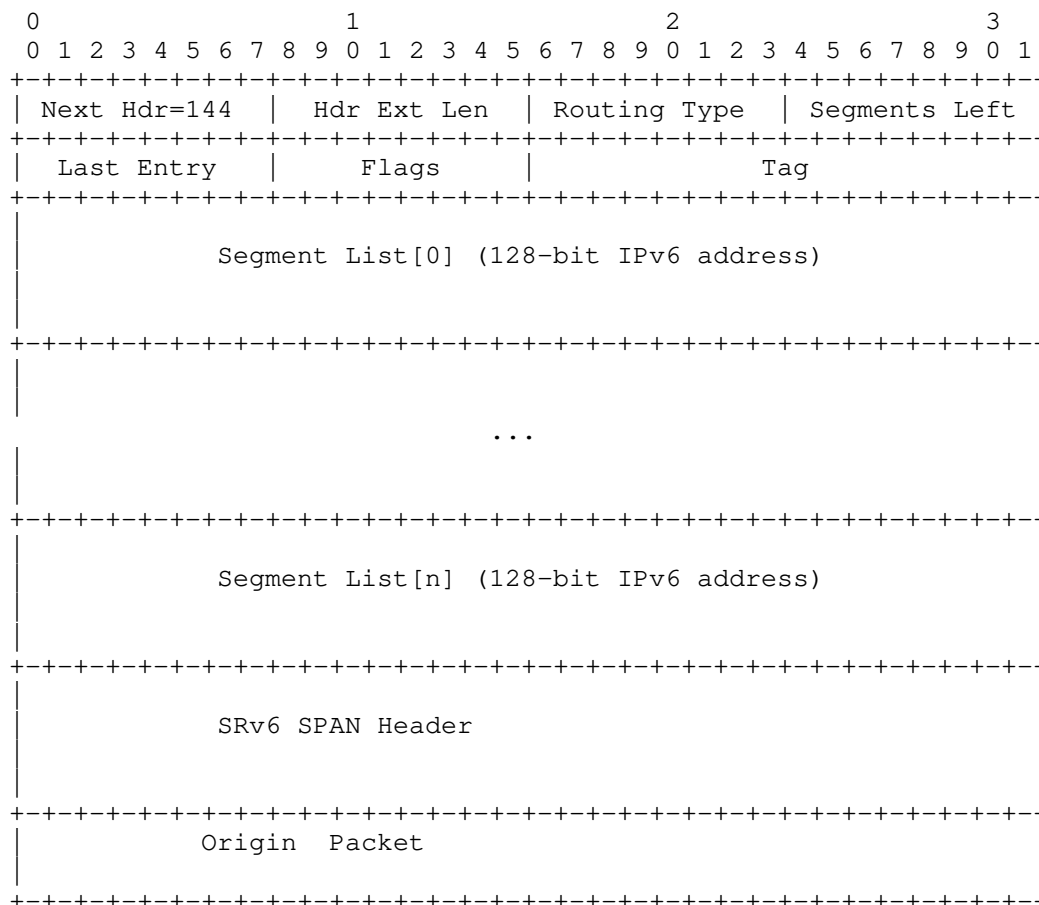 0                   1                   2                   3
 0 1 2 3 4 5 6 7 8 9 0 1 2 3 4 5 6 7 8 9 0 1 2 3 4 5 6 7 8 9 0 1
+-+-+-+-+-+-+-+-+-+-+-+-+-+-+-+-+-+-+-+-+-+-+-+-+-+-+-+-+-+-+-+--
| Next Hdr=144  |  Hdr Ext Len  | Routing Type  | Segments Left
+-+-+-+-+-+-+-+-+-+-+-+-+-+-+-+-+-+-+-+-+-+-+-+-+-+-+-+-+-+-+-+--
|  Last Entry   |     Flags     |              Tag
+-+-+-+-+-+-+-+-+-+-+-+-+-+-+-+-+-+-+-+-+-+-+-+-+-+-+-+-+-+-+-+--
|
|            Segment List[0] (128-bit IPv6 address)
|
|
+-+-+-+-+-+-+-+-+-+-+-+-+-+-+-+-+-+-+-+-+-+-+-+-+-+-+-+-+-+-+-+--
|
|
                              ...
|
|
+-+-+-+-+-+-+-+-+-+-+-+-+-+-+-+-+-+-+-+-+-+-+-+-+-+-+-+-+-+-+-+--
|
|            Segment List[n] (128-bit IPv6 address)
|
|
+-+-+-+-+-+-+-+-+-+-+-+-+-+-+-+-+-+-+-+-+-+-+-+-+-+-+-+-+-+-+-+--
|
|            SRv6 SPAN Header
|
|
+-+-+-+-+-+-+-+-+-+-+-+-+-+-+-+-+-+-+-+-+-+-+-+-+-+-+-+-+-+-+-+--
|           Origin  Packet
|
+-+-+-+-+-+-+-+-+-+-+-+-+-+-+-+-+-+-+-+-+-+-+-+-+-+-+-+-+-+-+-+--